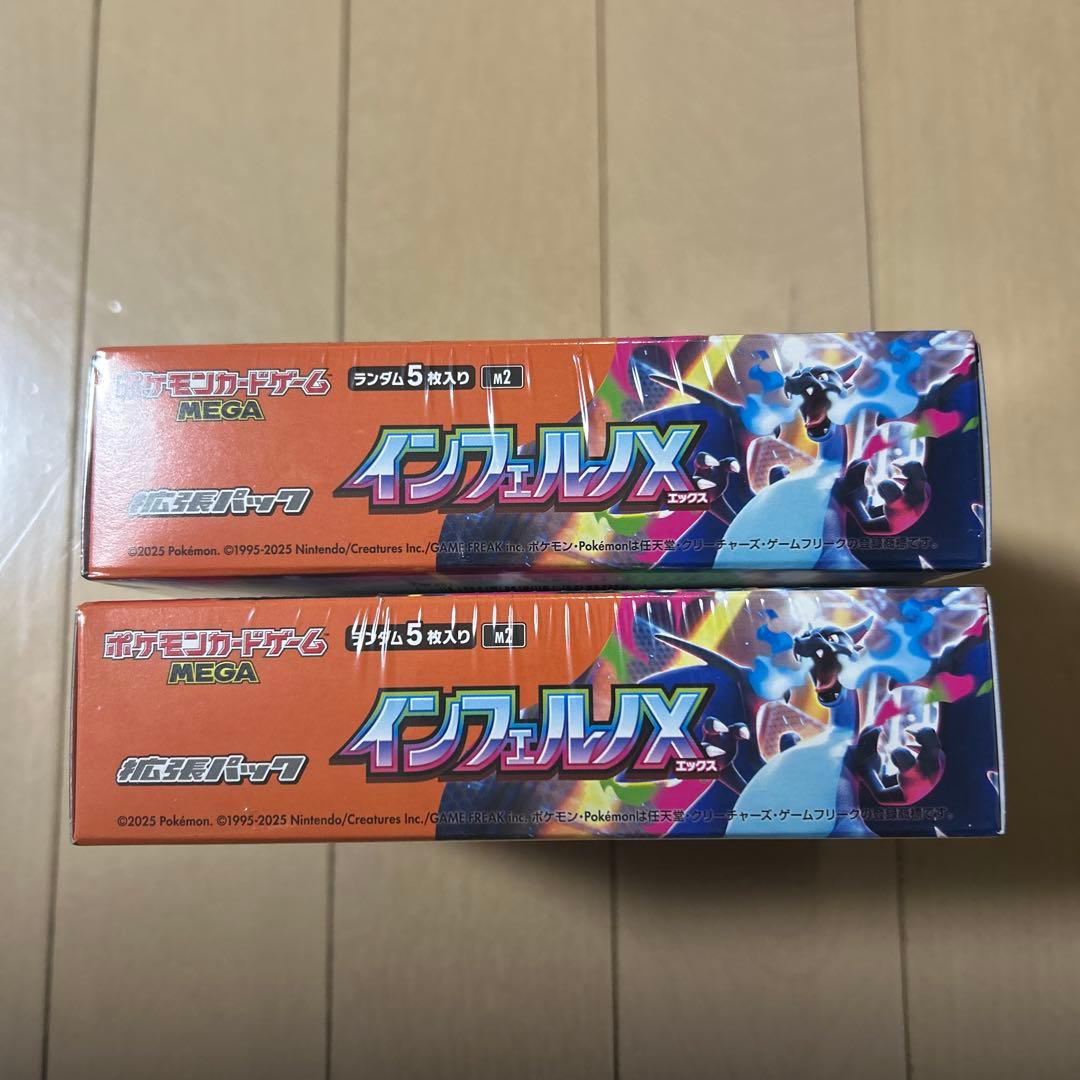 ポケモンカードゲーム
MEGA
ランダム5枚入り M2
インフェルノX
エックス
拡張パック
©2025 Pokémon. ©1995-2025 Nintendo/Creatures Inc./GAME FREAK inc. ポケモン・Pokémonは任天堂・クリーチャーズ・ゲームフリークの登録商標です。
ポケモンカードゲーム
MEGA
ランダム5枚入り M2
インフェルノX
エックス
拡張パック
©2025 Pokémon. ©1995-2025 Nintendo/Creatures Inc./GAME FREAK inc. ポケモン・Pokémonは任天堂・クリーチャーズ・ゲームフリークの登録商標です。